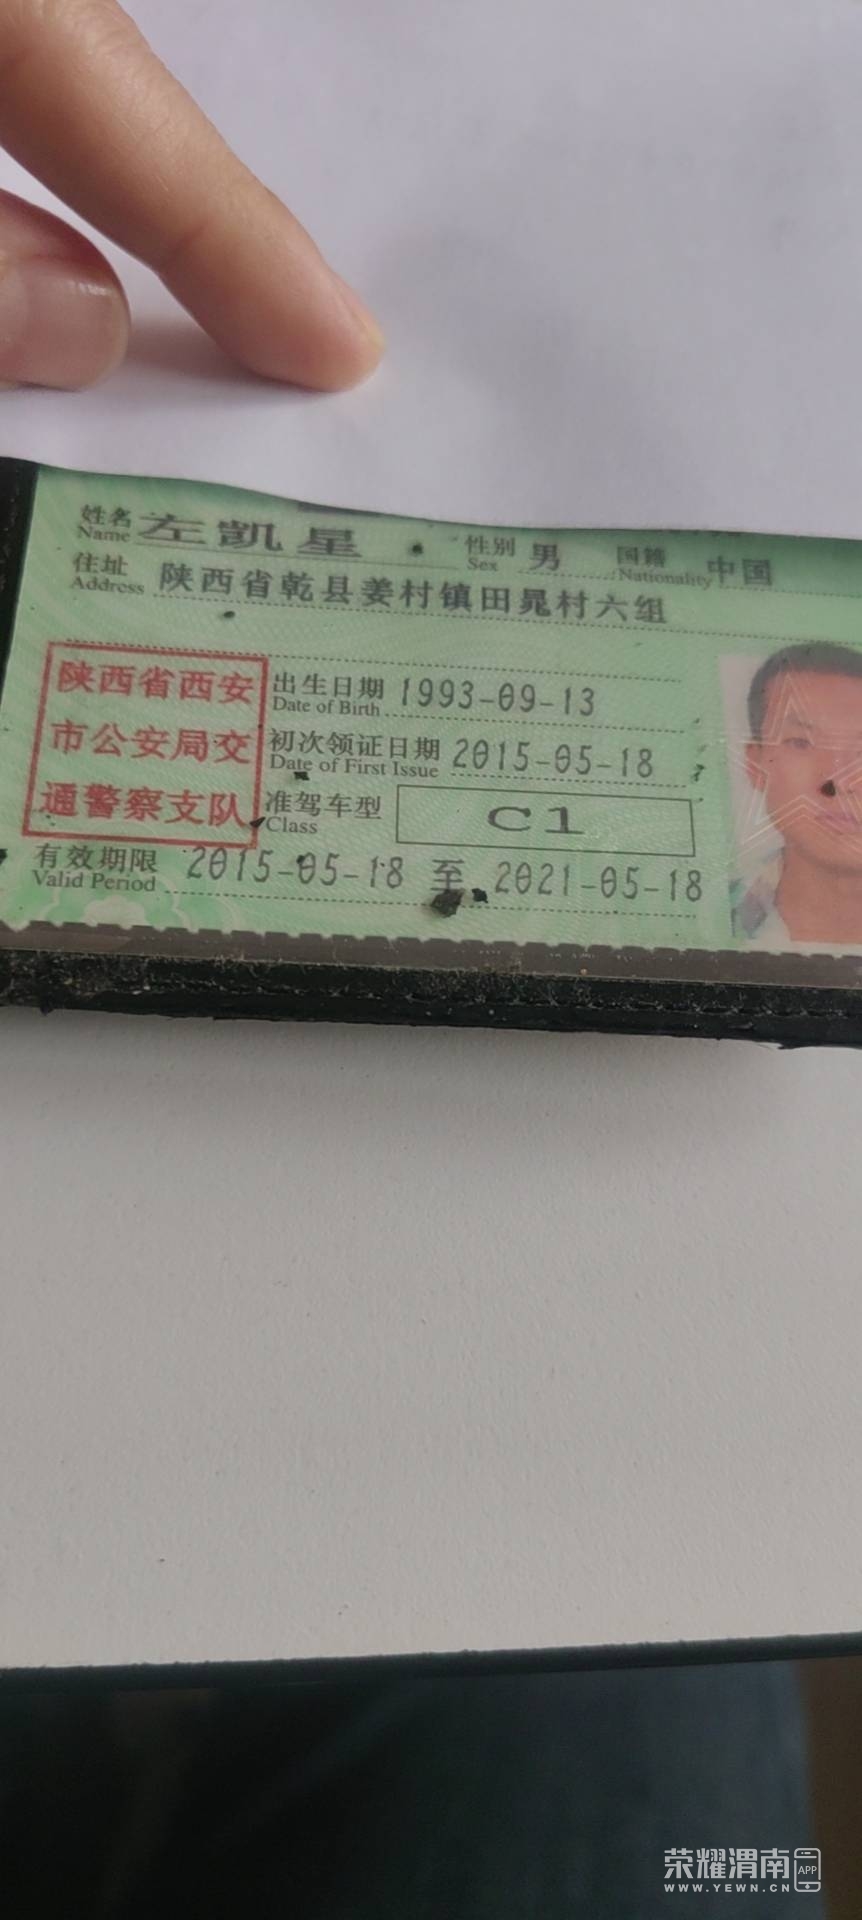 姓名 左凯星 性别 男 国籍 中国
Name Sex Nationality
住址 陕西省乾县姜村镇田晁村六组
Address
陕西省西安
市公安局交
通警察支队
出生日期 1993-09-13
Date of Birth
初次领证日期 2015-05-18
Date of First Issue
准驾车型 C1
Class
有效期限 2015-05-18 至 2021-05-18
Valid Period
荣耀渭南 APP
WWW.YEWN.CN